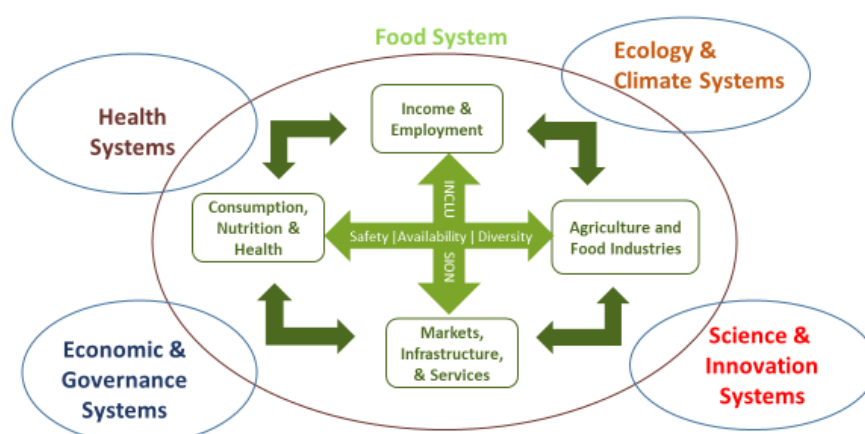 Food System
Ecology &
Climate Systems
Health
Systems
Income &
Employment
Consumption,
Nutrition &
Health
INCLU
Safety |Availability | Diversity
SION
Agriculture and
Food Industries
Markets,
Infrastructure,
& Services
Economic &
Governance
Systems
Science &
Innovation
Systems